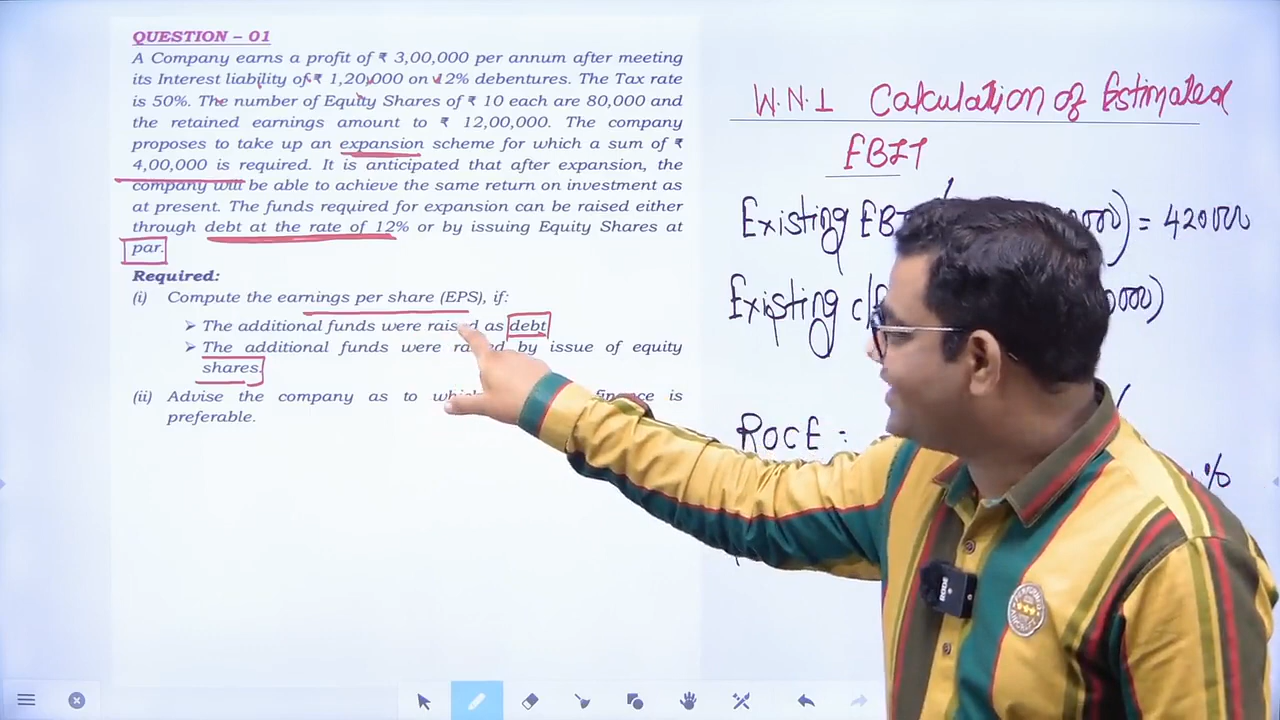 QUESTION – 01
A Company earns a profit of ₹ 3,00,000 per annum after meeting
its Interest liability of ₹ 1,20,000 on 12% debentures. The Tax rate
is 50%. The number of Equity Shares of ₹ 10 each are 80,000 and
the retained earnings amount to ₹ 12,00,000. The company
proposes to take up an expansion scheme for which a sum of ₹
4,00,000 is required. It is anticipated that after expansion, the
company will be able to achieve the same return on investment as
at present. The funds required for expansion can be raised either
through debt at the rate of 12% or by issuing Equity Shares at
par.
Required:
(i) Compute the earnings per share (EPS), if:
➢ The additional funds were raised as debt
➢ The additional funds were by issue of equity
shares.
(ii) Advise the company as to is
preferable.
W.N.1 Calculation of Estimated
EBIT
Existing = 420000
Existing
ROCE :
%
RODE